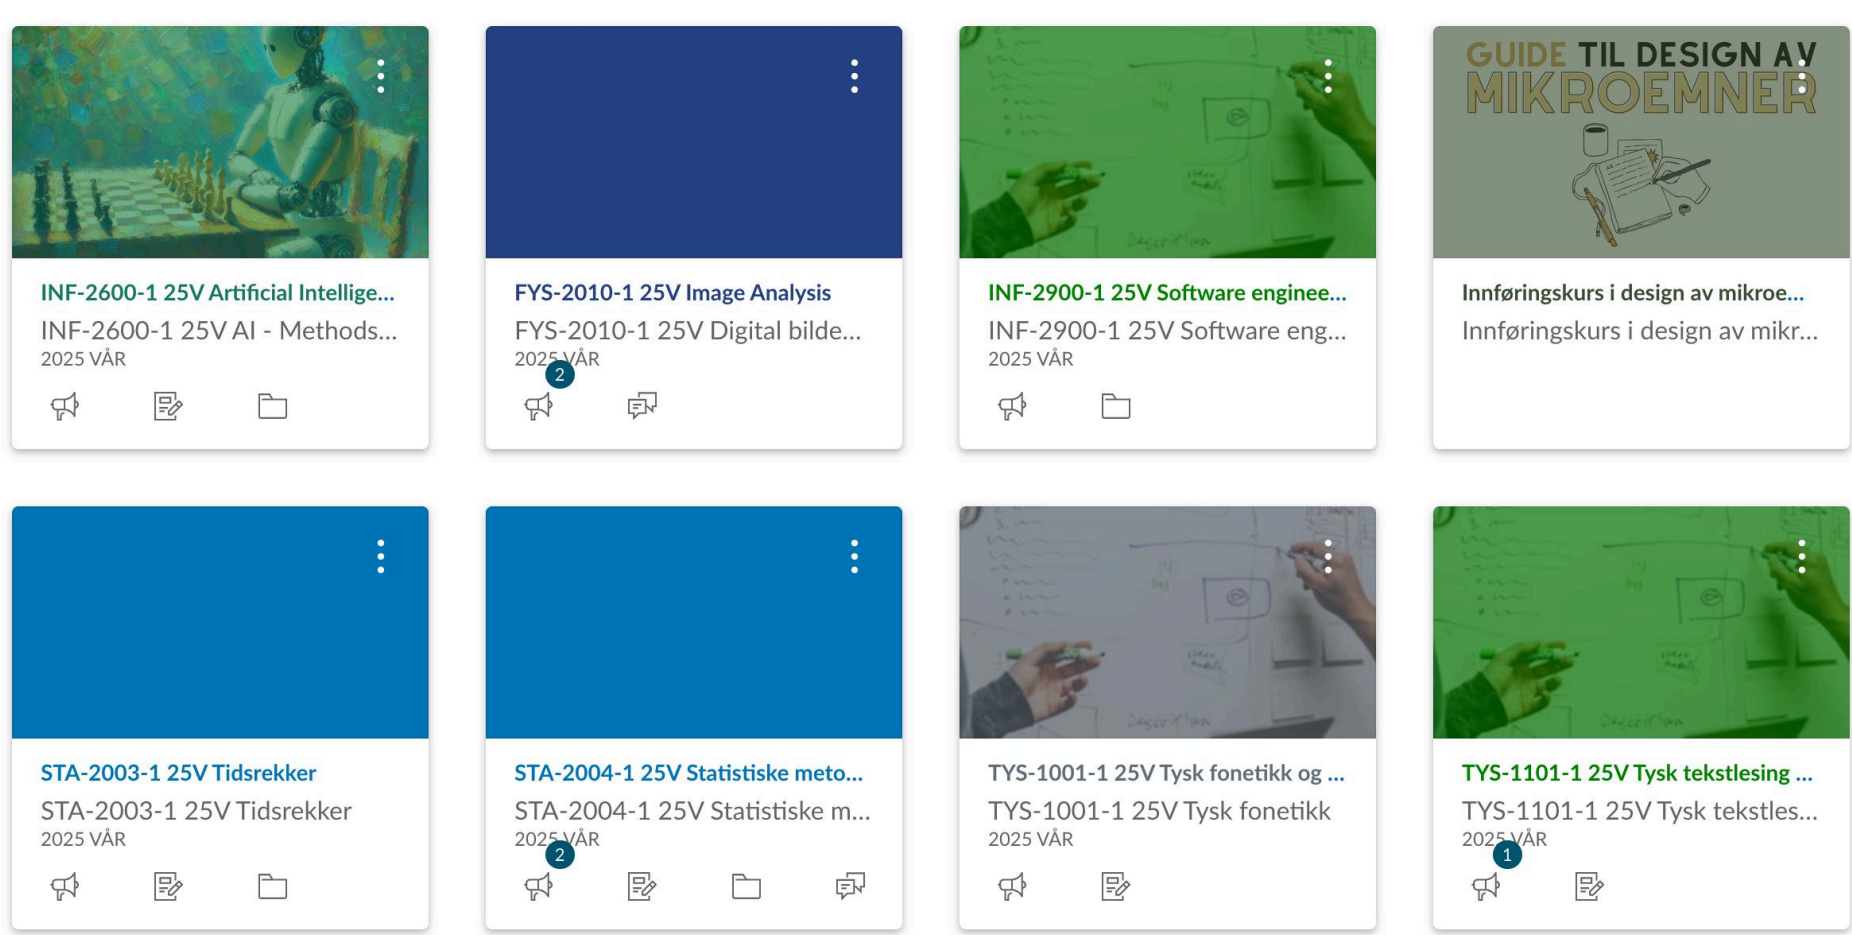 GUIDE TIL DESIGN AV
MIKROEMNER
INF-2600-1 25V Artificial Intellige...
INF-2600-1 25V AI - Methods...
2025 VÅR
FYS-2010-1 25V Image Analysis
FYS-2010-1 25V Digital bilde...
2025 VÅR
2
Description
INF-2900-1 25V Software enginee...
INF-2900-1 25V Software eng...
2025 VÅR
Innføringskurs i design av mikroe...
Innføringskurs i design av mikr...
STA-2003-1 25V Tidsrekker
STA-2003-1 25V Tidsrekker
2025 VÅR
STA-2004-1 25V Statistiske meto...
STA-2004-1 25V Statistiske m...
2025 VÅR
2
Description
TYS-1001-1 25V Tysk fonetikk og ...
TYS-1001-1 25V Tysk fonetikk
2025 VÅR
Description
TYS-1101-1 25V Tysk tekstlesing ...
TYS-1101-1 25V Tysk tekstles...
2025 VÅR
1